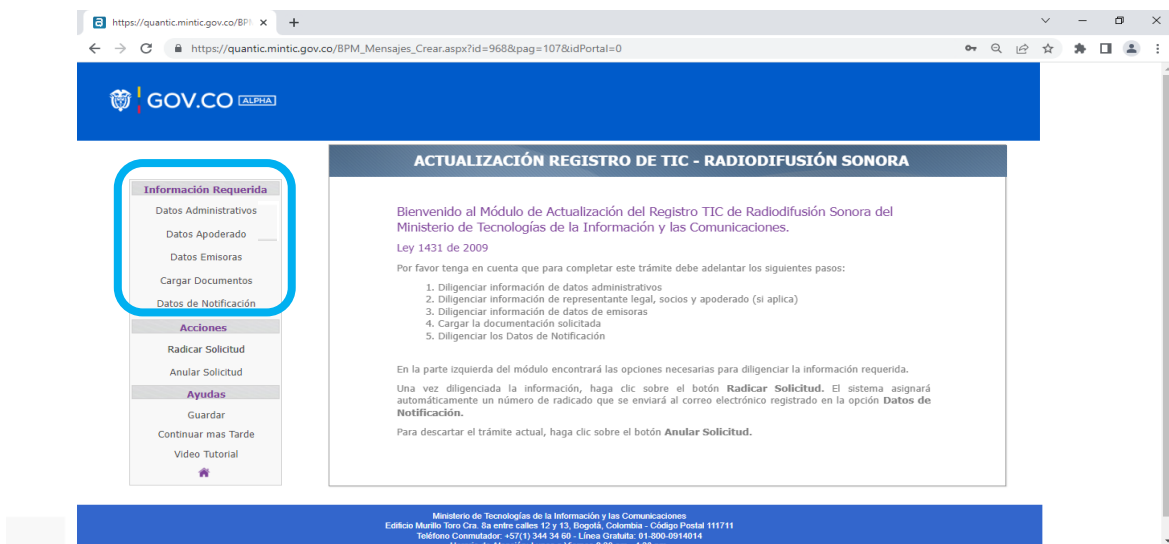 https://quantic.mintic.gov.co/BP
https://quantic.mintic.gov.co/BPM_Mensajes_Crear.aspx?id=968&pag=107&idPortal=0
GOV.CO ALPHA
ACTUALIZACIÓN REGISTRO DE TIC - RADIODIFUSIÓN SONORA
Información Requerida
Datos Administrativos
Datos Apoderado
Datos Emisoras
Cargar Documentos
Datos de Notificación
Acciones
Radicar Solicitud
Anular Solicitud
Ayudas
Guardar
Continuar mas Tarde
Video Tutorial
Bienvenido al Módulo de Actualización del Registro TIC de Radiodifusión Sonora del
Ministerio de Tecnologías de la Información y las Comunicaciones.
Ley 1431 de 2009
Por favor tenga en cuenta que para completar este trámite debe adelantar los siguientes pasos:
1. Diligenciar información de datos administrativos
2. Diligenciar información de representante legal, socios y apoderado (si aplica)
3. Diligenciar información de datos de emisoras
4. Cargar la documentación solicitada
5. Diligenciar los Datos de Notificación
En la parte izquierda del módulo encontrará las opciones necesarias para diligenciar la información requerida.
Una vez diligenciada la información, haga clic sobre el botón Radicar Solicitud. El sistema asignará
automáticamente un número de radicado que se enviará al correo electrónico registrado en la opción Datos de
Notificación.
Para descartar el trámite actual, haga clic sobre el botón Anular Solicitud.
Ministerio de Tecnologías de la Información y las Comunicaciones
Edificio Murillo Toro Cra. 8a entre calles 12 y 13, Bogotá, Colombia - Código Postal 111711
Teléfono Conmutador: +57(1) 344 34 60 - Línea Gratuita: 01-800-0914014